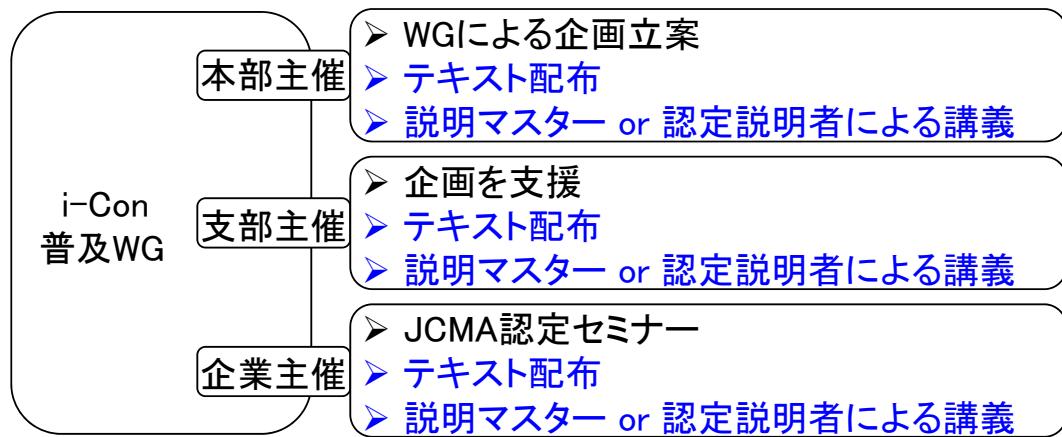 i-Con
普及WG
本部主催
➢ WGによる企画立案
➢ テキスト配布
➢ 説明マスター or 認定説明者による講義
支部主催
➢ 企画を支援
➢ テキスト配布
➢ 説明マスター or 認定説明者による講義
企業主催
➢ JCMA認定セミナー
➢ テキスト配布
➢ 説明マスター or 認定説明者による講義